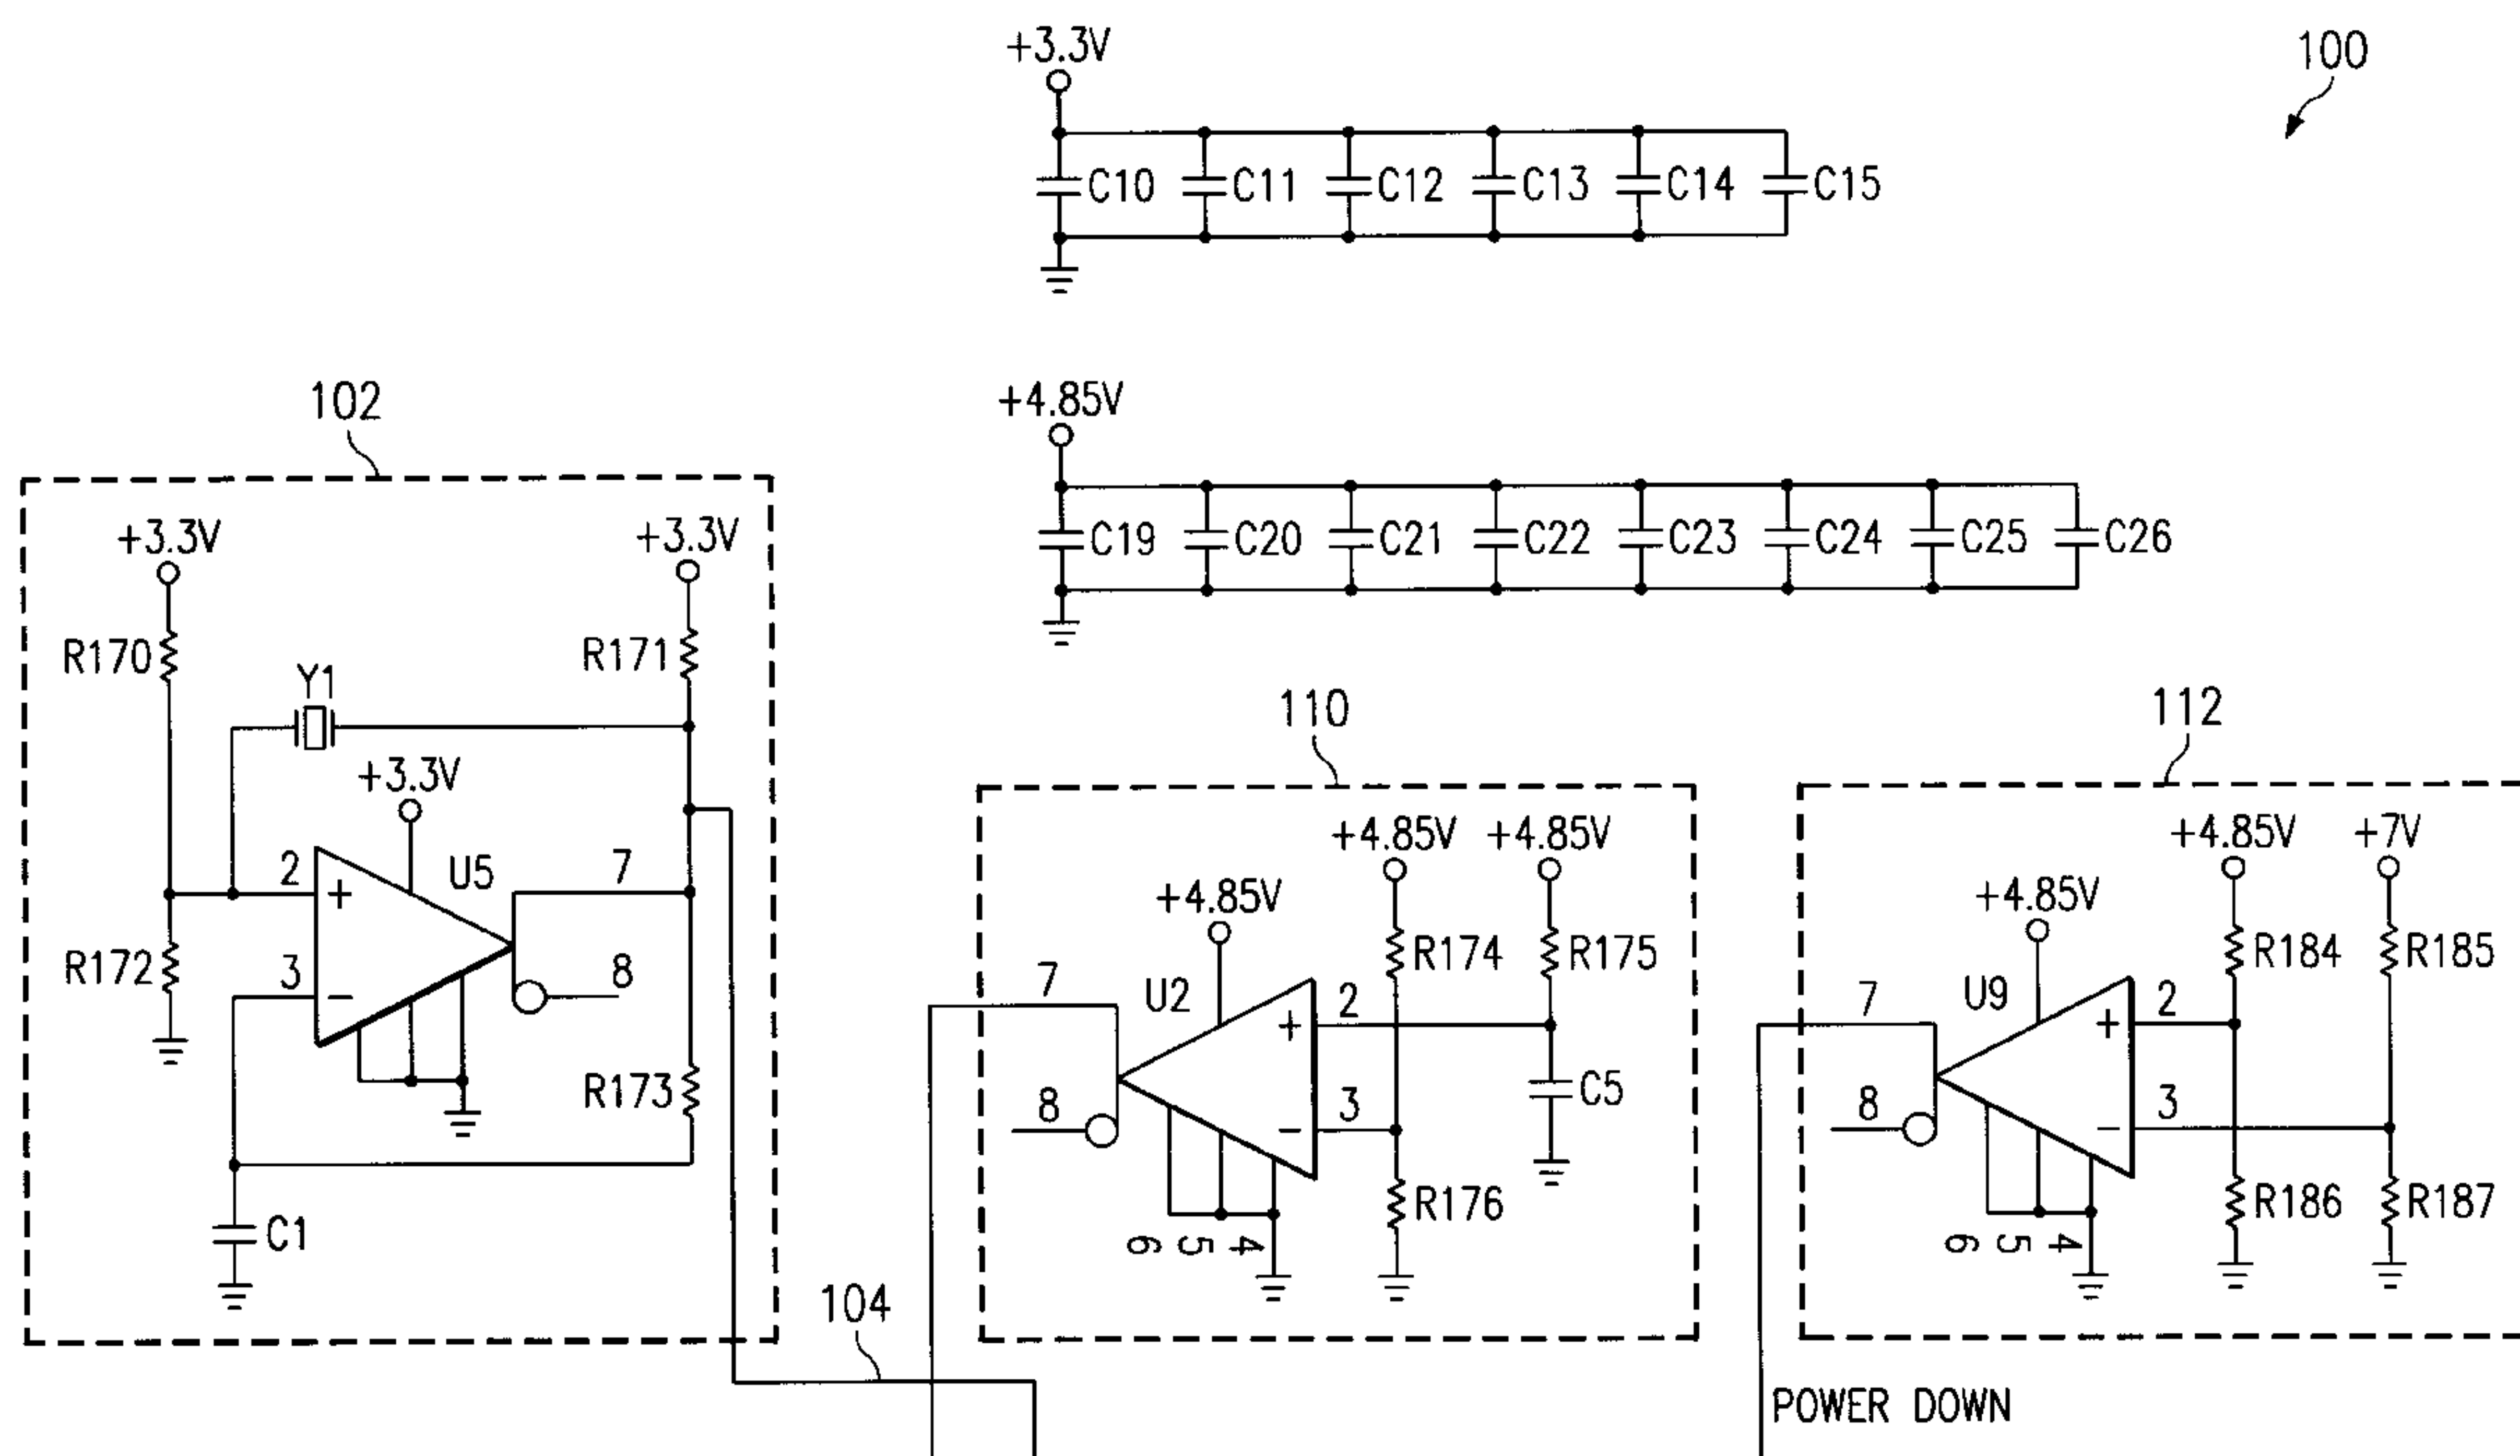 +3.3V
100
C10 C11 C12 C13 C14 C15
102
+4.85V
C19 C20 C21 C22 C23 C24 C25 C26
+3.3V +3.3V
R170 R171
Y1
+3.3V
2 + U5 7
R172 3 − 8
R173
C1
110
+4.85V +4.85V
+4.85V
R174 R175
7 U2 + 2
8 − 3 C5
R176
6 5 4
112
+4.85V +7V
+4.85V
R184 R185
7 U9 + 2
8 − 3
R186 R187
6 5 4
104
POWER DOWN